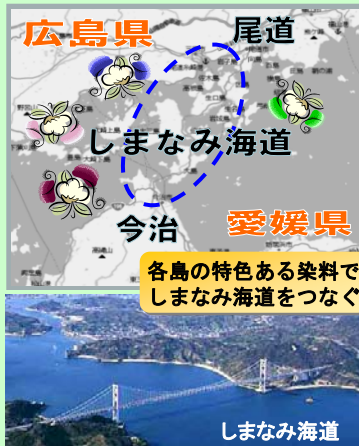 広島県
尾道
しまなみ海道
今治
愛媛県
各島の特色ある染料で
しまなみ海道をつなぐ
しまなみ海道